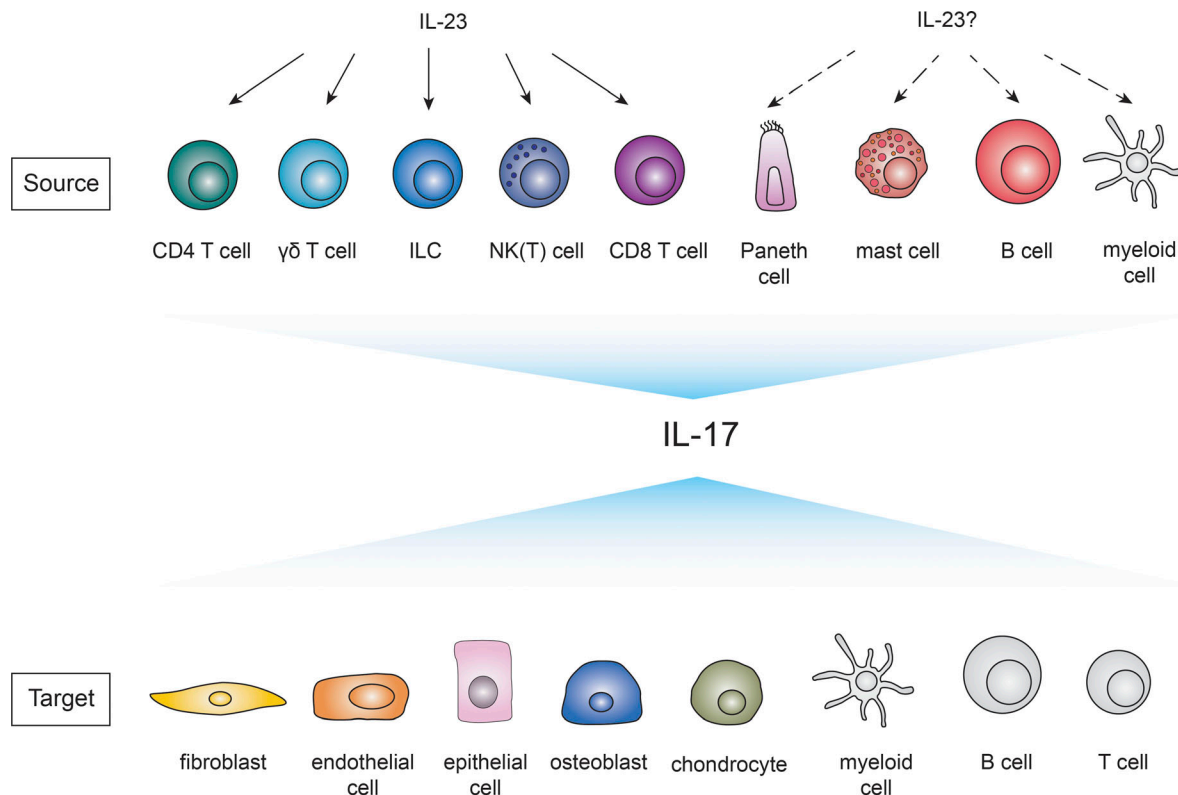 IL-23
IL-23?
Source
CD4 T cell
γδ T cell
ILC
NK(T) cell
CD8 T cell
Paneth
cell
mast cell
B cell
myeloid
cell
IL-17
Target
fibroblast
endothelial
cell
epithelial
cell
osteoblast
chondrocyte
myeloid
cell
B cell
T cell